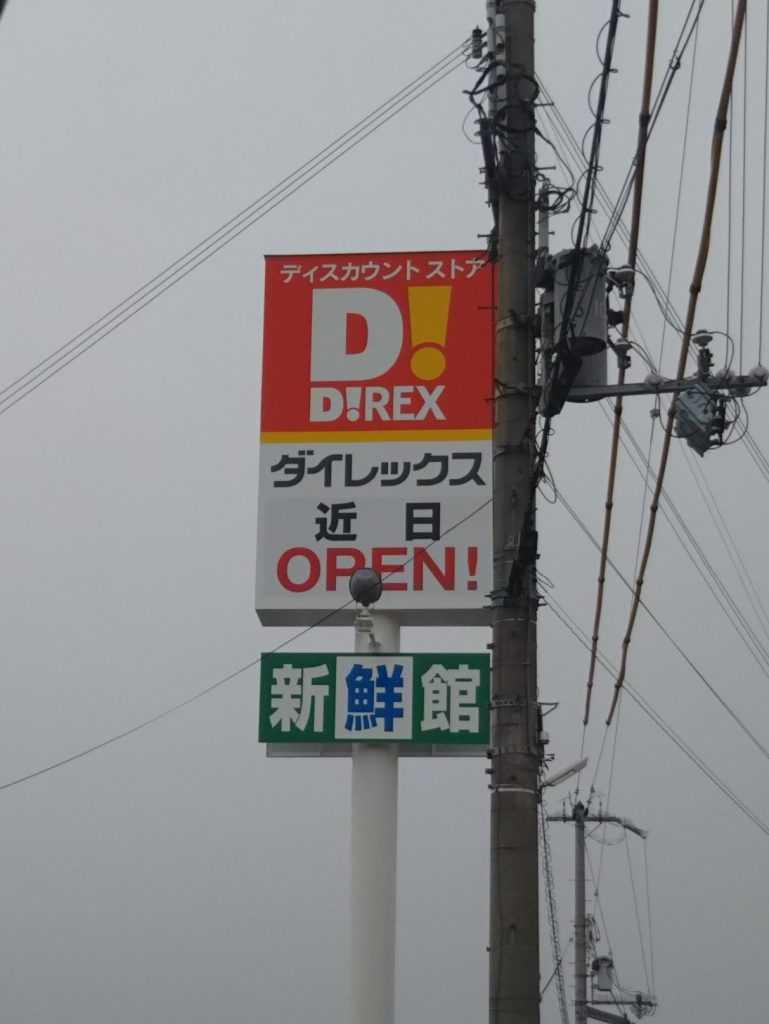 ディスカウント ストア
D!
D!REX
ダイレックス
近日
OPEN!
新鮮館